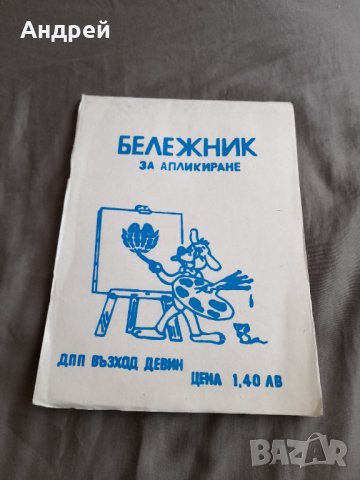 Андрей
БЕЛЕЖНИК
ЗА АПЛИКИРАНЕ
ДПП ВЪЗХОД ДЕВИН
ЦЕНА 1,40 ЛВ
BAZAR